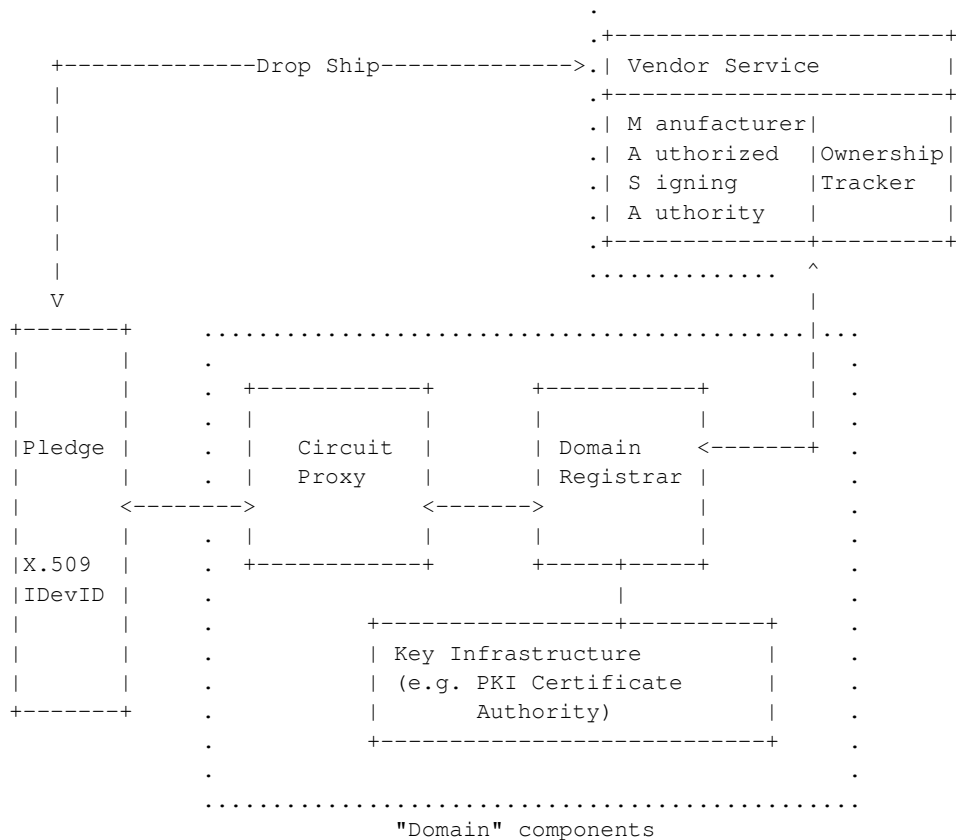 Drop Ship
Vendor Service
M anufacturer
A uthorized Ownership
S igning Tracker
A uthority
Pledge Circuit Domain
Proxy Registrar
X.509
IDevID
Key Infrastructure
(e.g. PKI Certificate
Authority)
"Domain" components